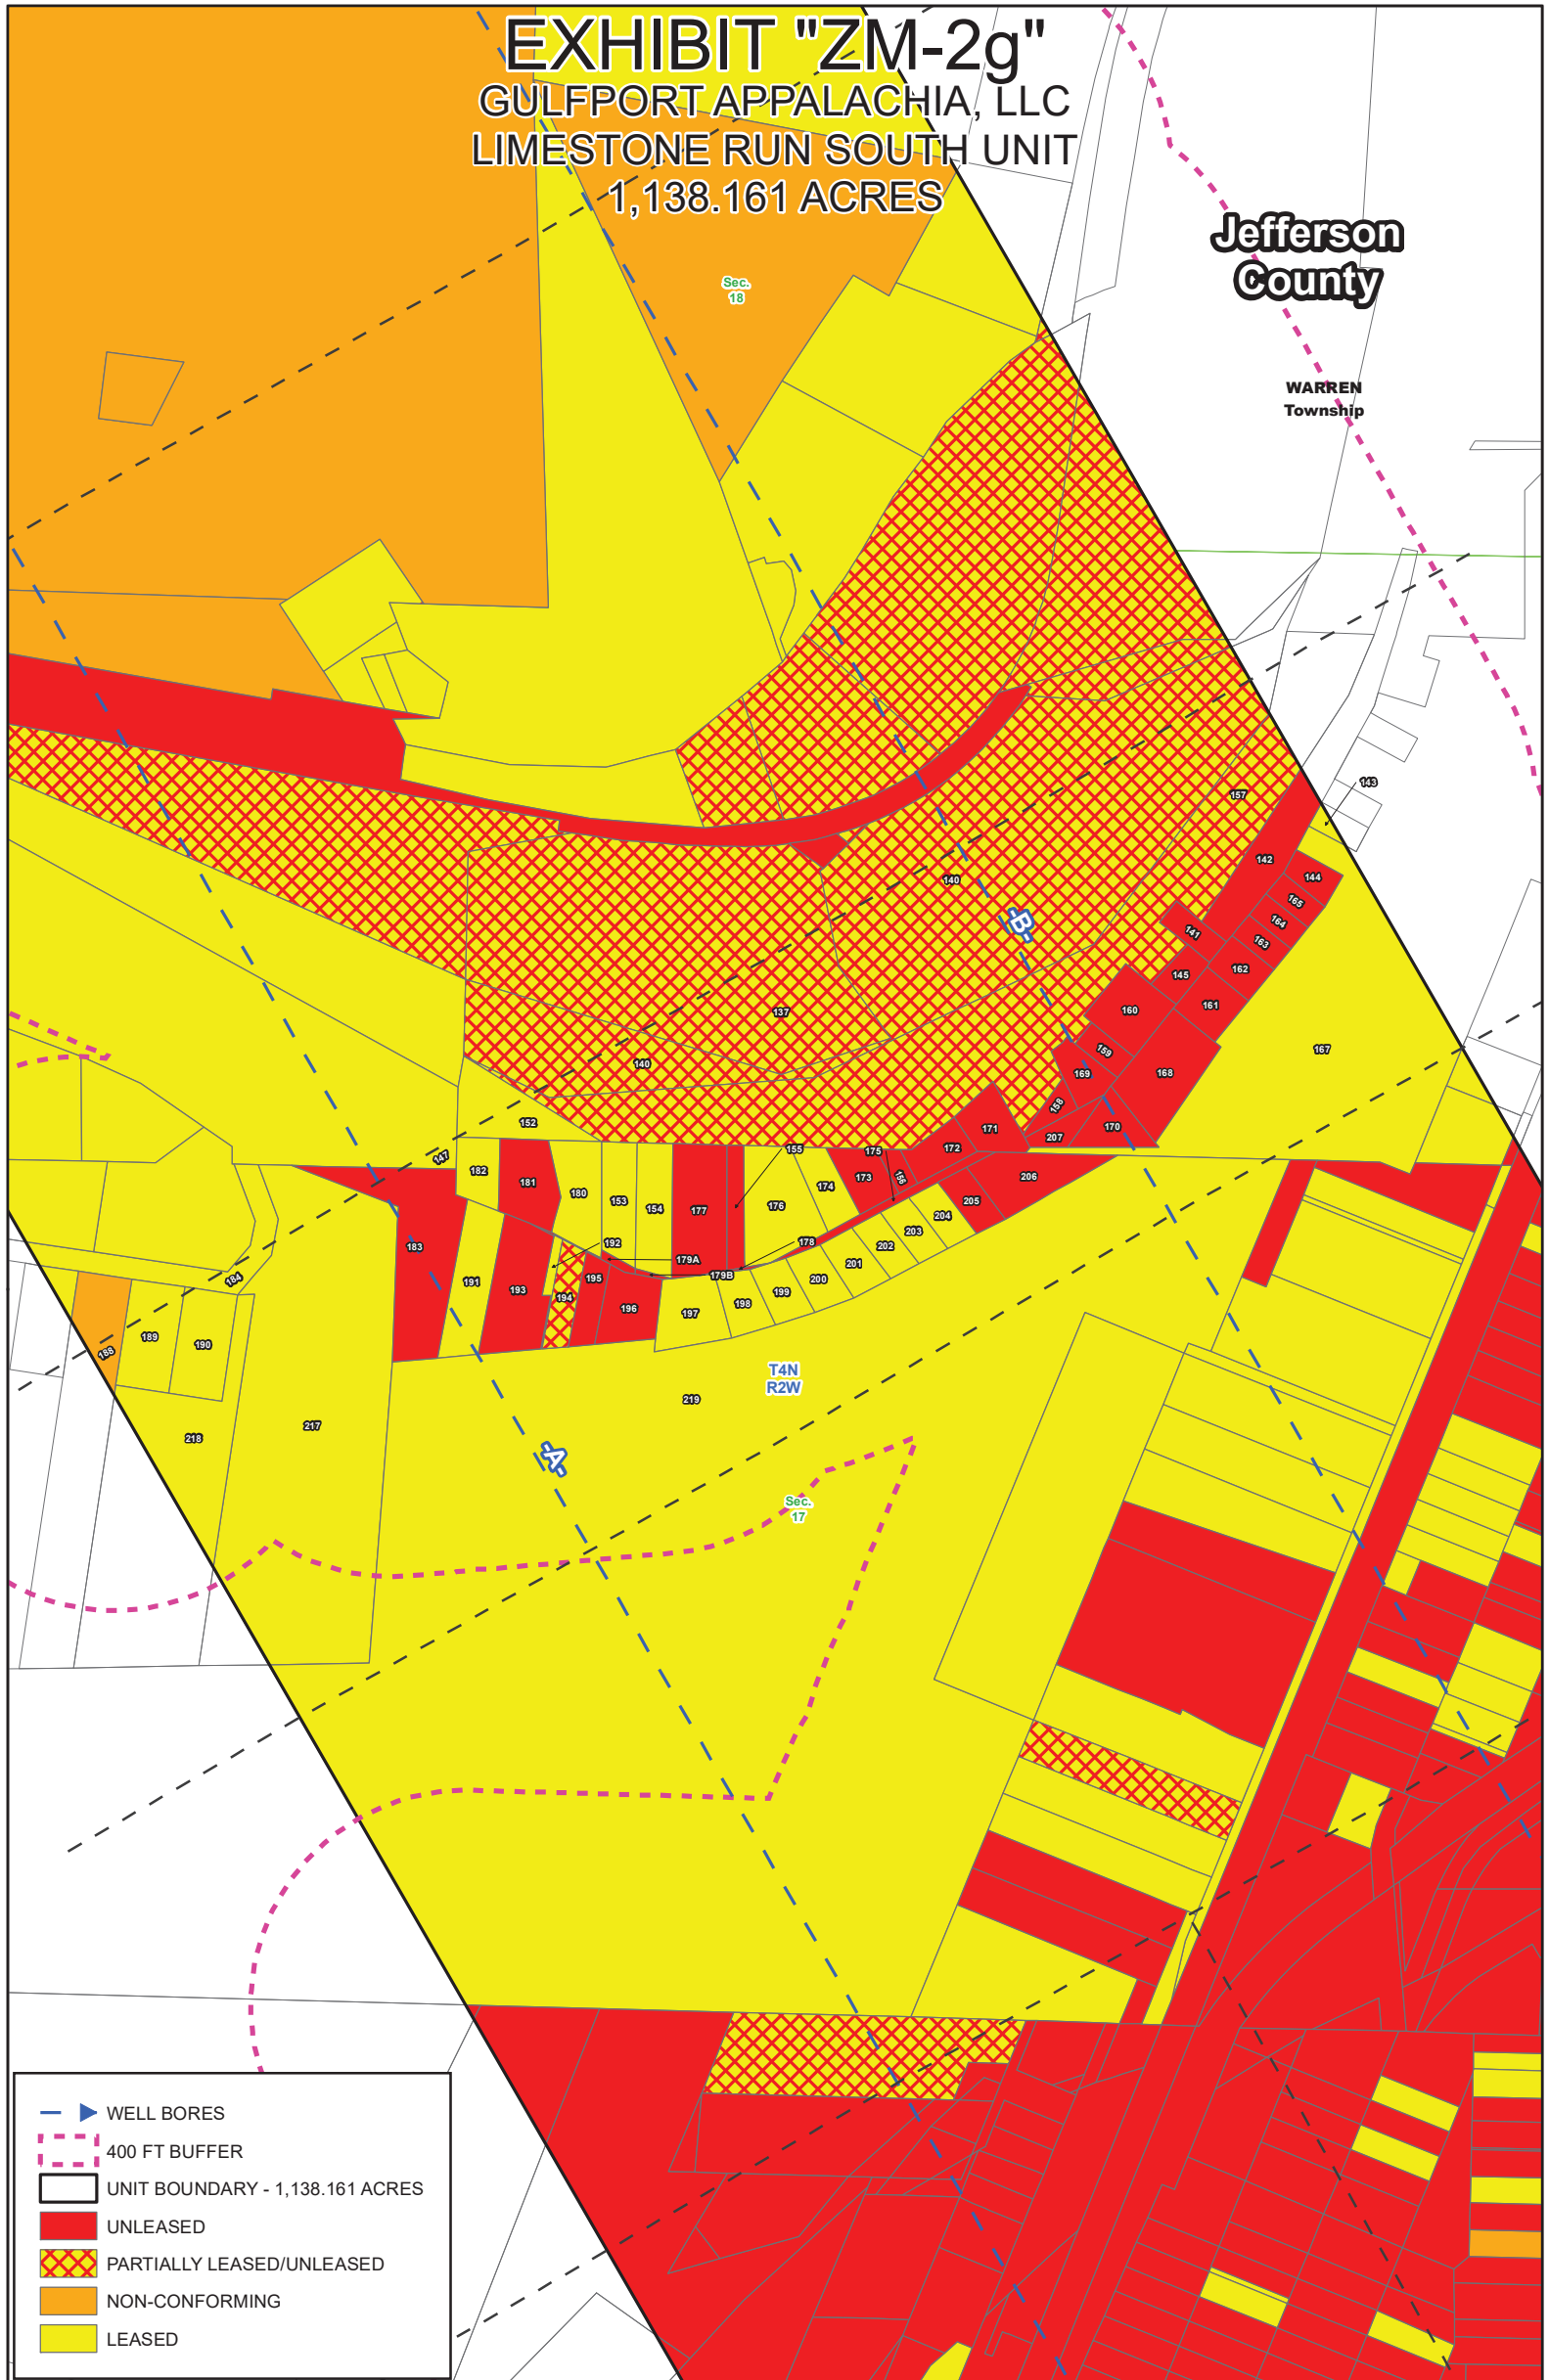 EXHIBIT "ZM-2g"
GULFPORT APPALACHIA, LLC
LIMESTONE RUN SOUTH UNIT
1,138.161 ACRES
Jefferson
County
Sec.
18
WARREN
Township
143
157
142
144
140
165
164
141
163
-B-
162
145
161
160
137
159
167
140
169
168
158
152
170
171
207
172
147
155
175
182
181
174
173
156
206
180
153
154
177
176
205
204
203
183
192
178
202
179A
201
184
191
195
179B
200
193
194
196
199
197
198
189
190
188
T4N
R2W
219
217
218
-A-
Sec.
17
WELL BORES
400 FT BUFFER
UNIT BOUNDARY - 1,138.161 ACRES
UNLEASED
PARTIALLY LEASED/UNLEASED
NON-CONFORMING
LEASED